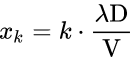 x_k = k · λD/V